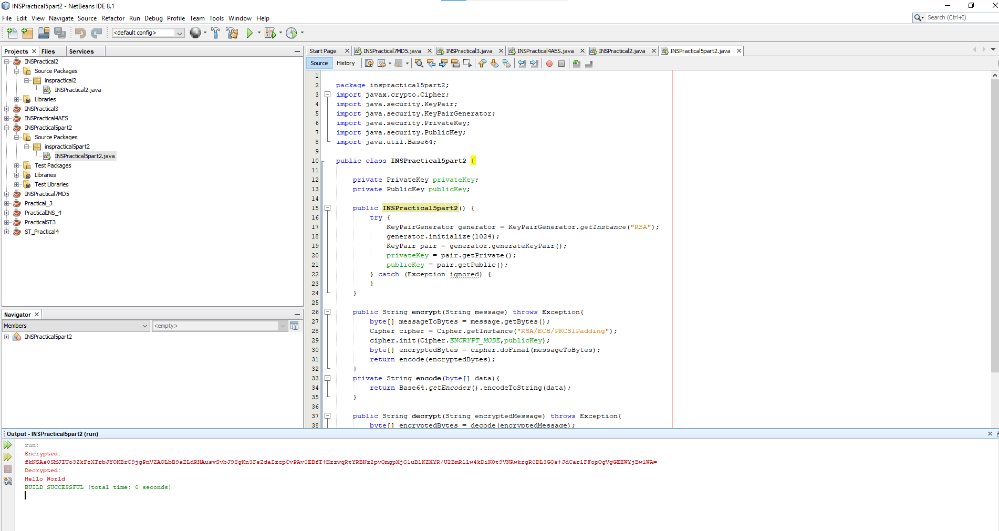 INSPractical5part2 - NetBeans IDE 8.1
File Edit View Navigate Source Refactor Run Debug Profile Team Tools Window Help
Search (Ctrl+I)
<default config>
Projects Files Services
INSPractical2
Source Packages
inspractical2
INSPractical2.java
Libraries
INSPractical3
INSPractical4AES
INSPractical5part2
Source Packages
inspractical5part2
INSPractical5part2.java
Test Packages
Libraries
Test Libraries
INSPractical7MD5
Practical_3
PracticalINS_4
PracticalST3
ST_Practical4
Navigator
Members <empty>
INSPractical5part2
Start Page INSPractical7MD5.java INSPractical3.java INSPractical4AES.java INSPractical2.java INSPractical5part2.java
Source History
1
2 package inspractical5part2;
3 import javax.crypto.Cipher;
4 import java.security.KeyPair;
5 import java.security.KeyPairGenerator;
6 import java.security.PrivateKey;
7 import java.security.PublicKey;
8 import java.util.Base64;
9
10 public class INSPractical5part2 {
11
12 private PrivateKey privateKey;
13 private PublicKey publicKey;
14
15 public INSPractical5part2() {
16 try {
17 KeyPairGenerator generator = KeyPairGenerator.getInstance("RSA");
18 generator.initialize(1024);
19 KeyPair pair = generator.generateKeyPair();
20 privateKey = pair.getPrivate();
21 publicKey = pair.getPublic();
22 } catch (Exception ignored) {
23 }
24 }
25
26 public String encrypt(String message) throws Exception{
27 byte[] messageToBytes = message.getBytes();
28 Cipher cipher = Cipher.getInstance("RSA/ECB/PKCS1Padding");
29 cipher.init(Cipher.ENCRYPT_MODE,publicKey);
30 byte[] encryptedBytes = cipher.doFinal(messageToBytes);
31 return encode(encryptedBytes);
32 }
33 private String encode(byte[] data){
34 return Base64.getEncoder().encodeToString(data);
35 }
36
37 public String decrypt(String encryptedMessage) throws Exception{
38 byte[] encryptedBytes = decode(encryptedMessage);
Output - INSPractical5part2 (run)
run:
Encrypted:
Decrypted:
Hello World
BUILD SUCCESSFUL (total time: 0 seconds)